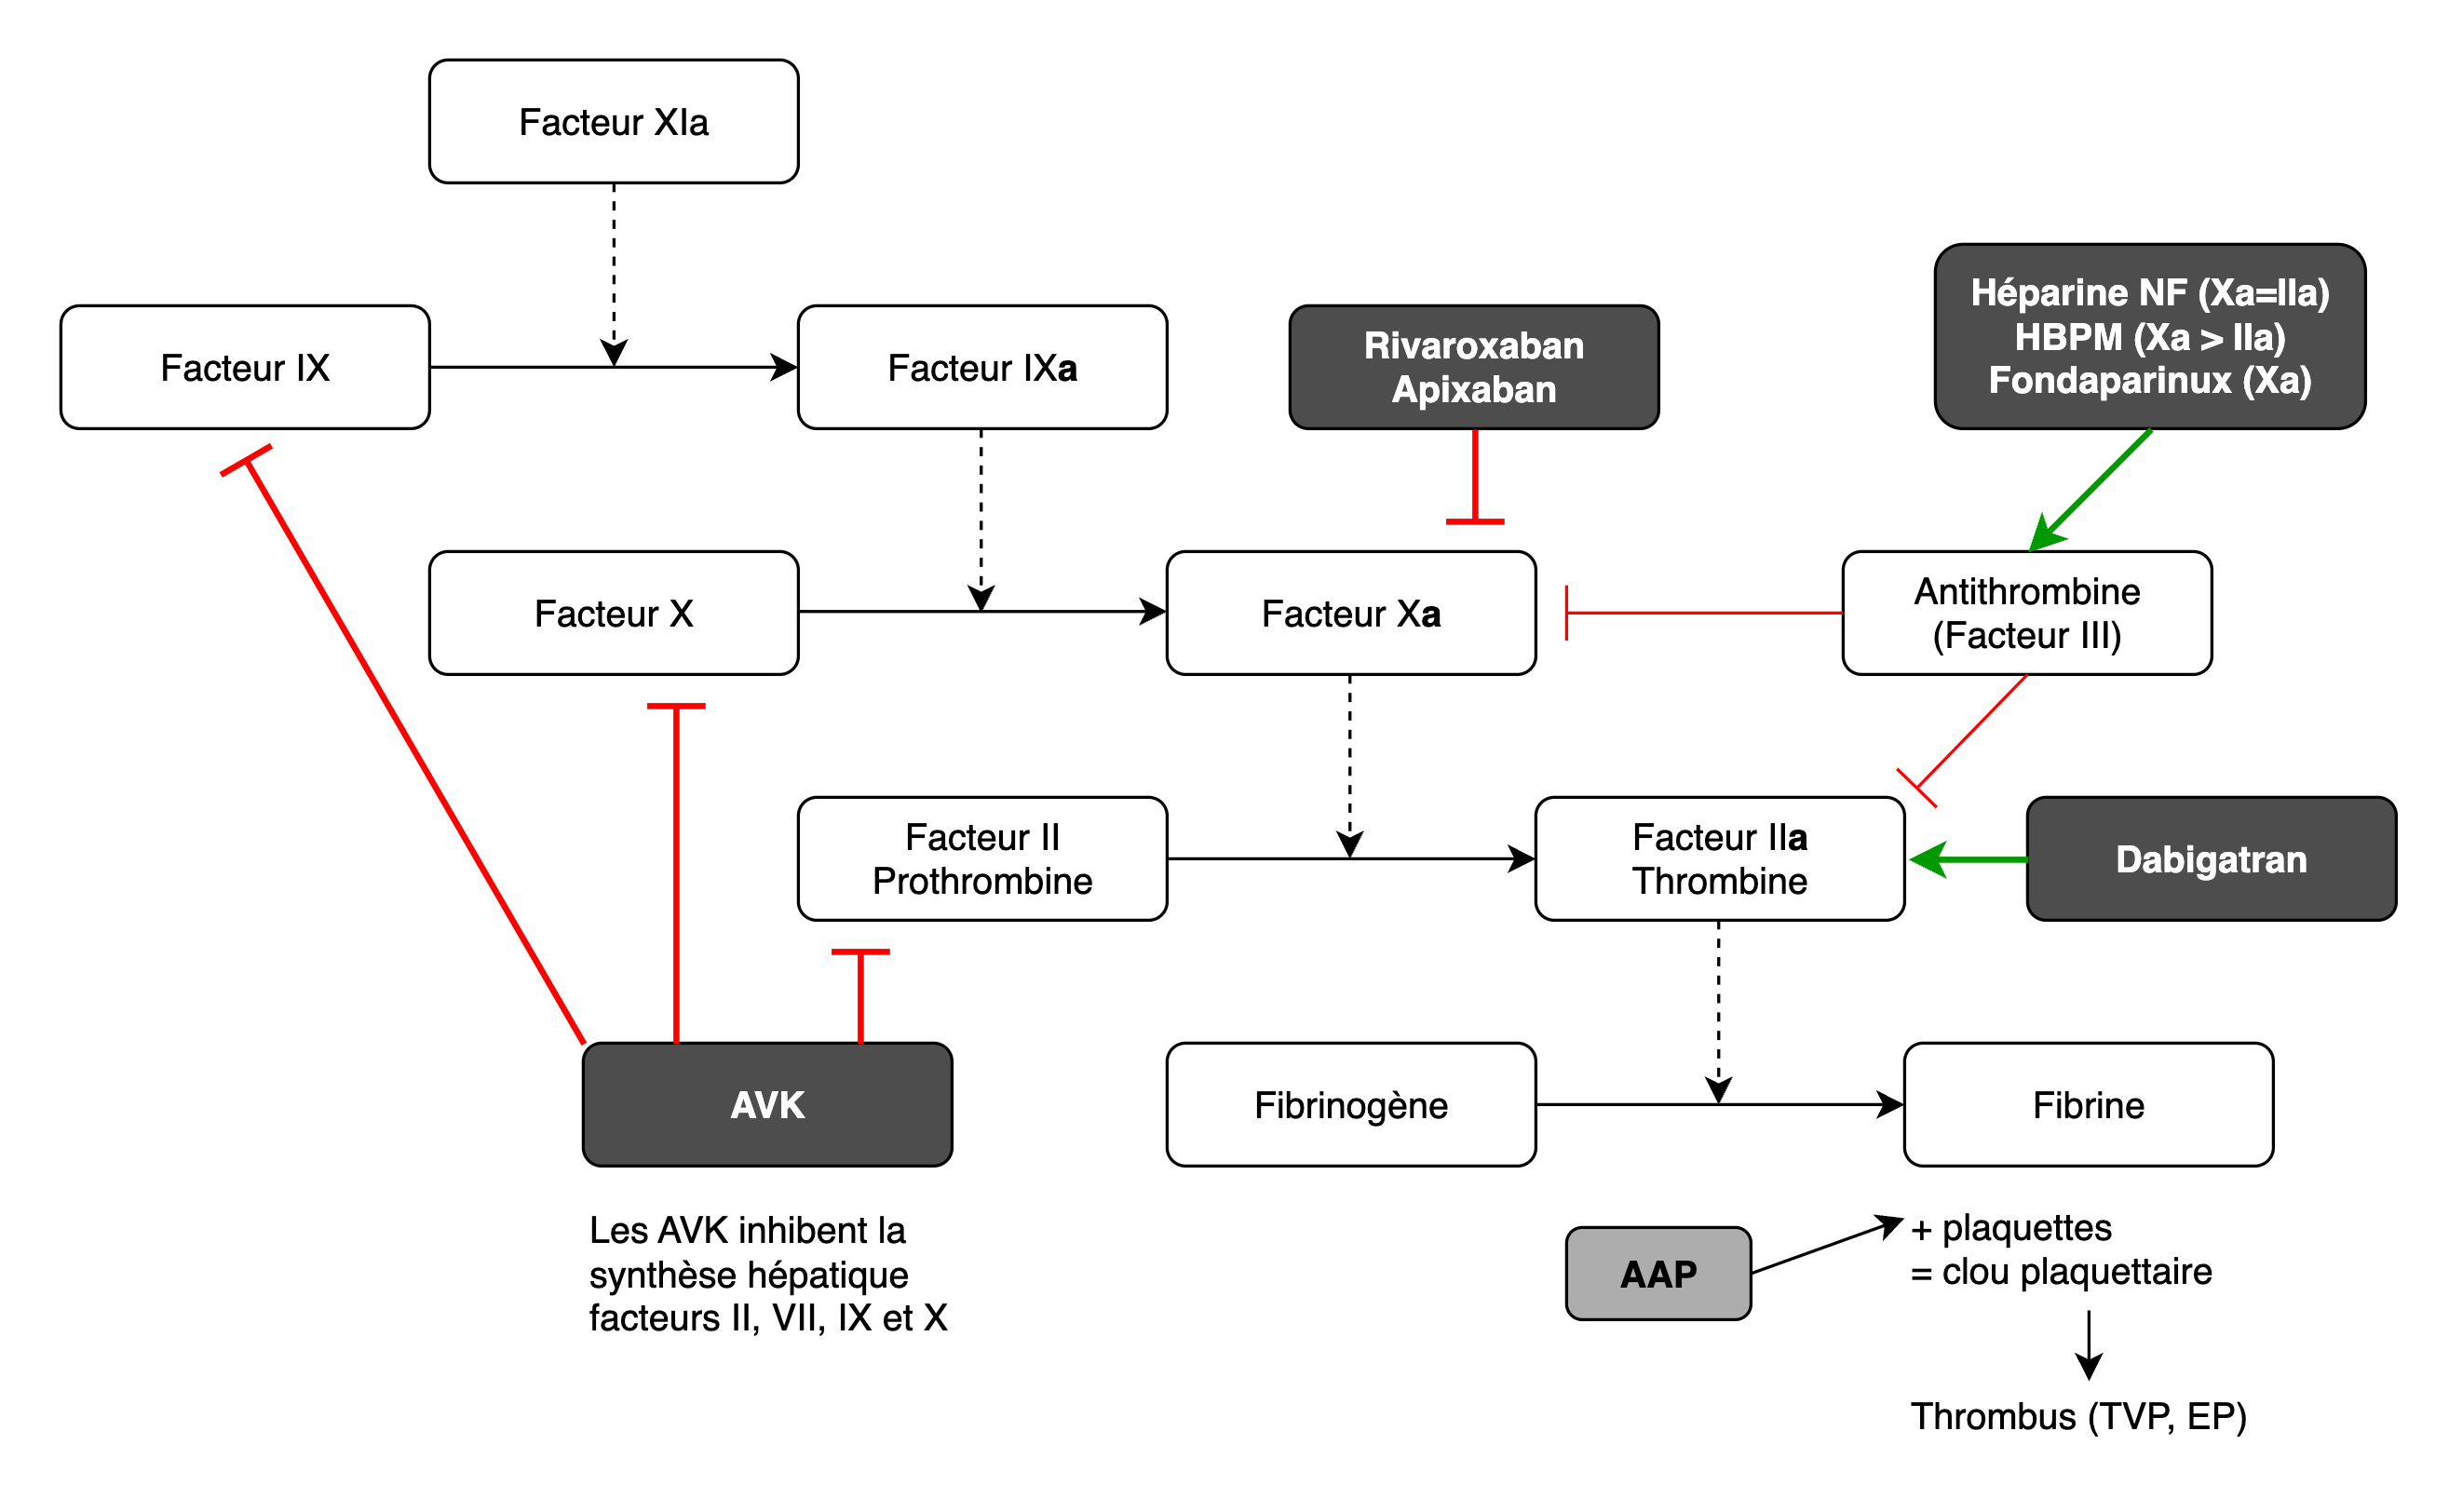 Facteur XIa
Héparine NF (Xa=IIa)
HBPM (Xa > IIa)
Fondaparinux (Xa)
Facteur IX
Facteur IXa
Rivaroxaban
Apixaban
Facteur X
Facteur Xa
Antithrombine
(Facteur III)
Facteur II
Prothrombine
Facteur IIa
Thrombine
Dabigatran
AVK
Fibrinogène
Fibrine
Les AVK inhibent la
synthèse hépatique
facteurs II, VII, IX et X
AAP
+ plaquettes
= clou plaquettaire
Thrombus (TVP, EP)